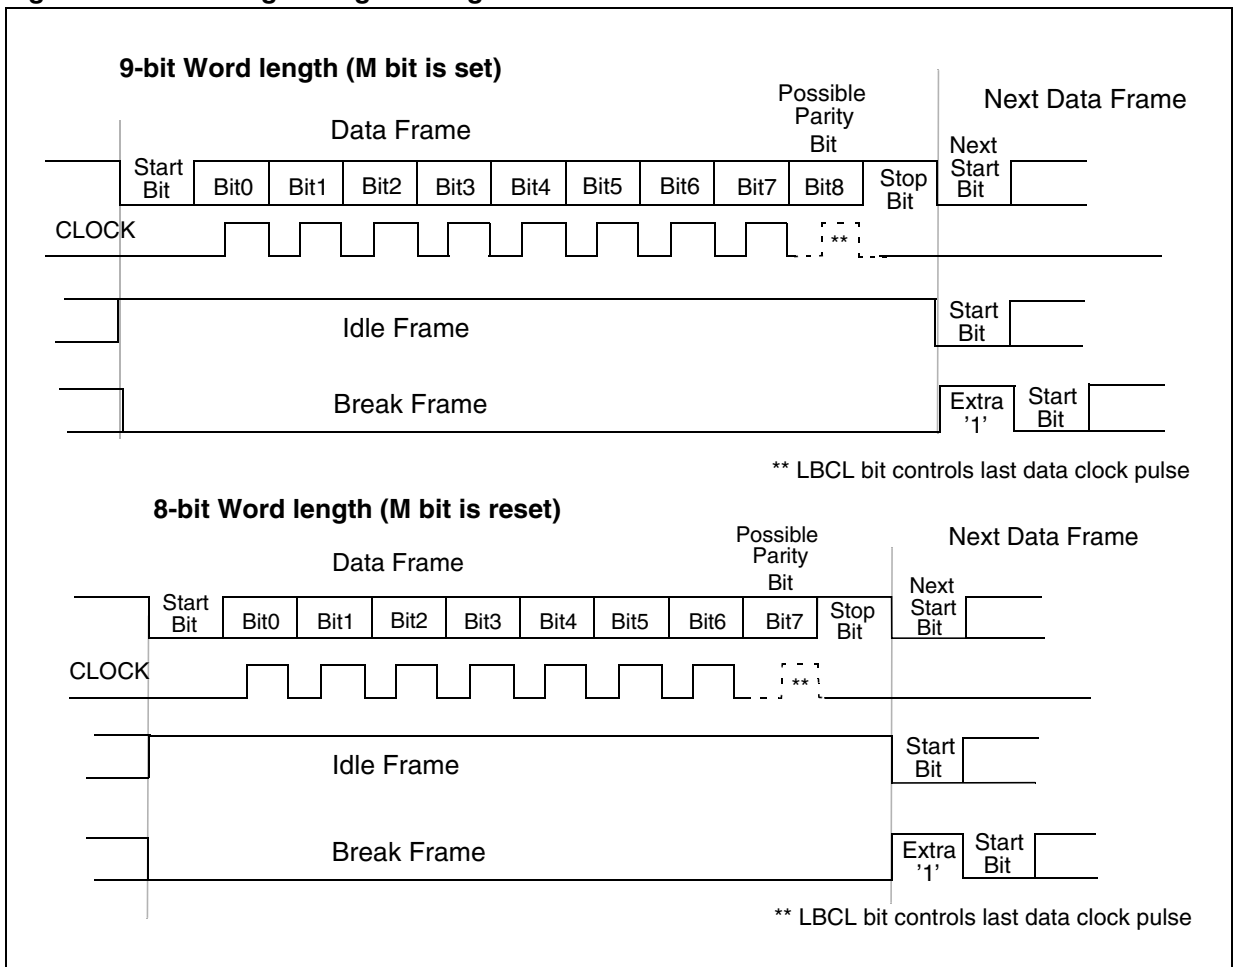 9-bit Word length (M bit is set)
Possible
Parity
Bit
Next Data Frame
Data Frame
Start
Bit
Bit0
Bit1
Bit2
Bit3
Bit4
Bit5
Bit6
Bit7
Bit8
Stop
Bit
Next
Start
Bit
CLOCK
**
Idle Frame
Start
Bit
Break Frame
Extra
’1’
Start
Bit
** LBCL bit controls last data clock pulse
8-bit Word length (M bit is reset)
Possible
Parity
Bit
Next Data Frame
Data Frame
Start
Bit
Bit0
Bit1
Bit2
Bit3
Bit4
Bit5
Bit6
Bit7
Stop
Bit
Next
Start
Bit
CLOCK
**
Idle Frame
Start
Bit
Break Frame
Extra
’1’
Start
Bit
** LBCL bit controls last data clock pulse